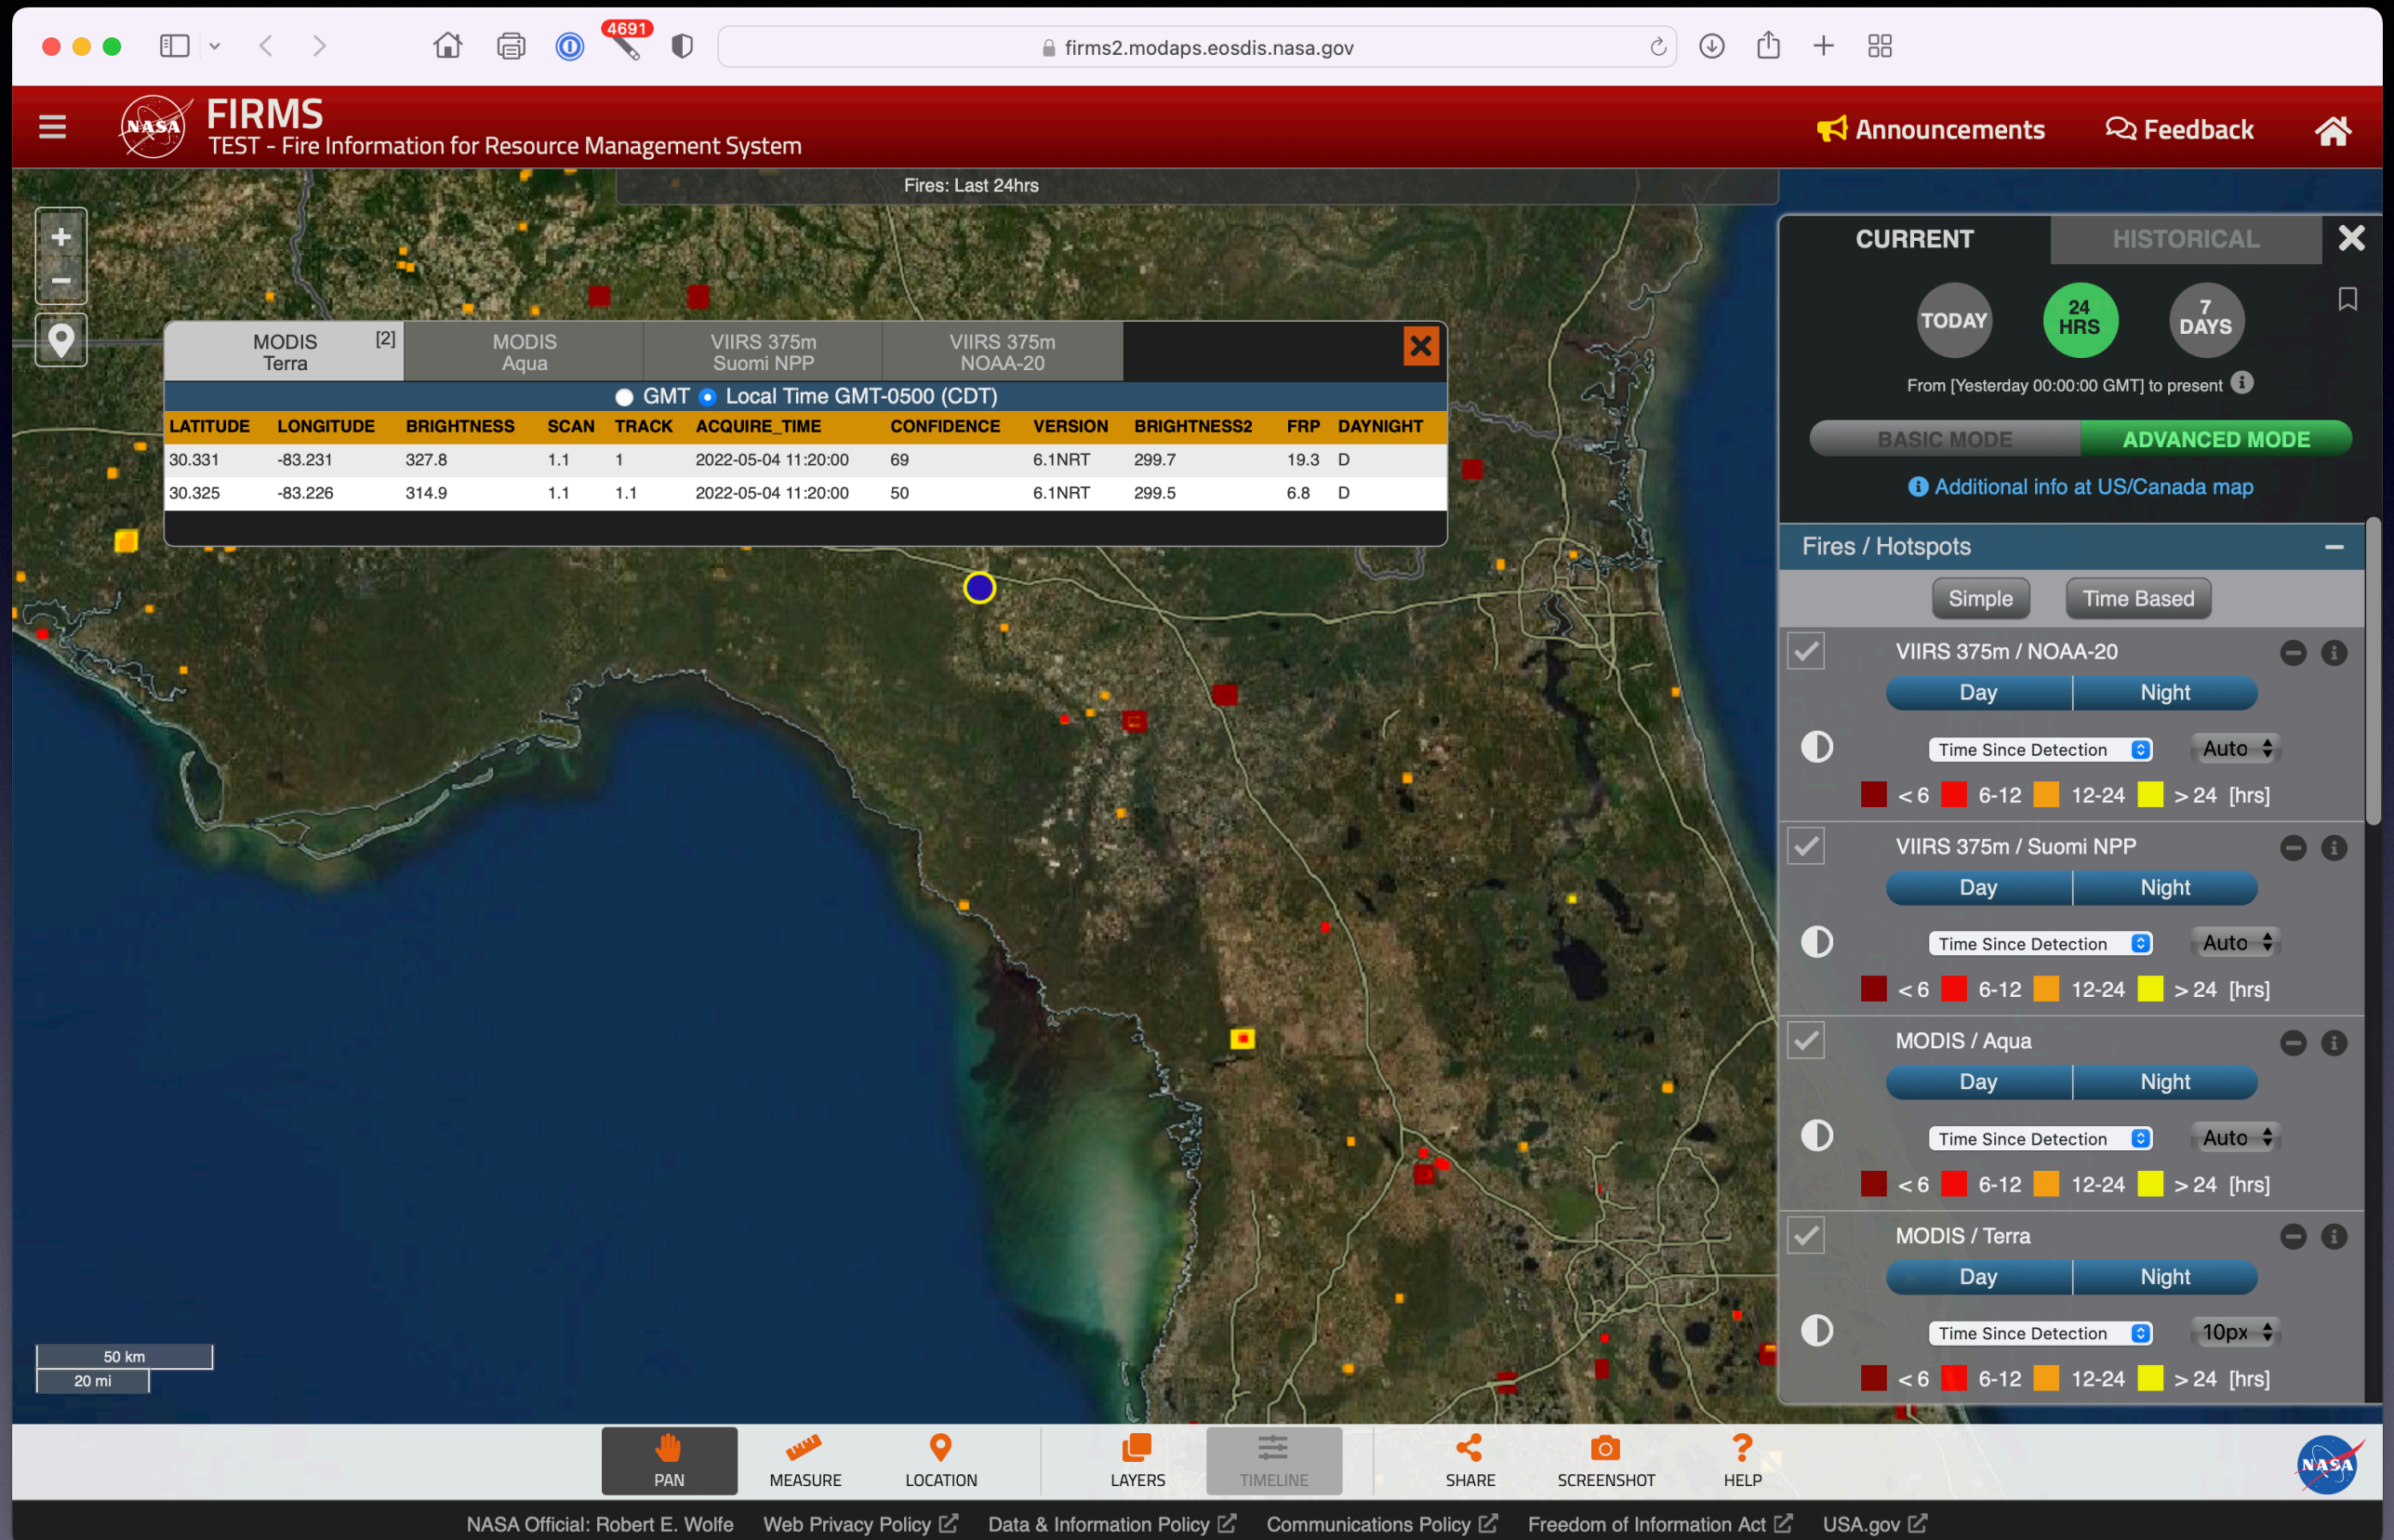 4691
firms2.modaps.eosdis.nasa.gov
NASA
FIRMS
TEST - Fire Information for Resource Management System
Announcements
Feedback
Fires: Last 24hrs
+
−
MODIS Terra [2]
MODIS Aqua
VIIRS 375m Suomi NPP
VIIRS 375m NOAA-20
GMT Local Time GMT-0500 (CDT)
LATITUDE LONGITUDE BRIGHTNESS SCAN TRACK ACQUIRE_TIME CONFIDENCE VERSION BRIGHTNESS2 FRP DAYNIGHT
30.331 -83.231 327.8 1.1 1 2022-05-04 11:20:00 69 6.1NRT 299.7 19.3 D
30.325 -83.226 314.9 1.1 1.1 2022-05-04 11:20:00 50 6.1NRT 299.5 6.8 D
CURRENT HISTORICAL
TODAY
24 HRS
7 DAYS
From [Yesterday 00:00:00 GMT] to present
BASIC MODE ADVANCED MODE
Additional info at US/Canada map
Fires / Hotspots
Simple Time Based
VIIRS 375m / NOAA-20
Day Night
Time Since Detection Auto
< 6 6-12 12-24 > 24 [hrs]
VIIRS 375m / Suomi NPP
Day Night
Time Since Detection Auto
< 6 6-12 12-24 > 24 [hrs]
MODIS / Aqua
Day Night
Time Since Detection Auto
< 6 6-12 12-24 > 24 [hrs]
MODIS / Terra
Day Night
Time Since Detection 10px
< 6 6-12 12-24 > 24 [hrs]
50 km
20 mi
PAN MEASURE LOCATION LAYERS TIMELINE SHARE SCREENSHOT HELP
NASA
NASA Official: Robert E. Wolfe Web Privacy Policy Data & Information Policy Communications Policy Freedom of Information Act USA.gov